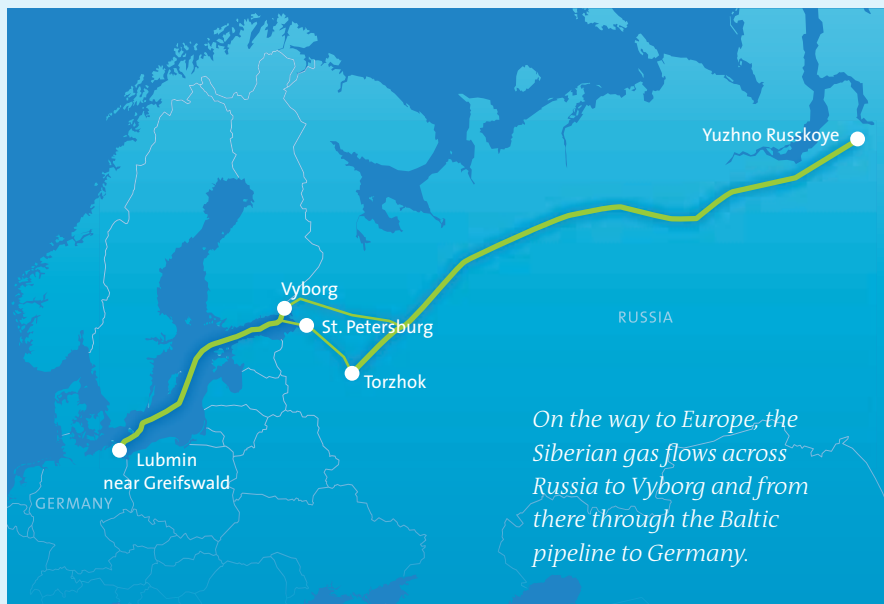 Yuzhno Russkoye
Vyborg
RUSSIA
St. Petersburg
Torzhok
On the way to Europe, the
Siberian gas flows across
Russia to Vyborg and from
there through the Baltic
pipeline to Germany.
Lubmin
near Greifswald
GERMANY